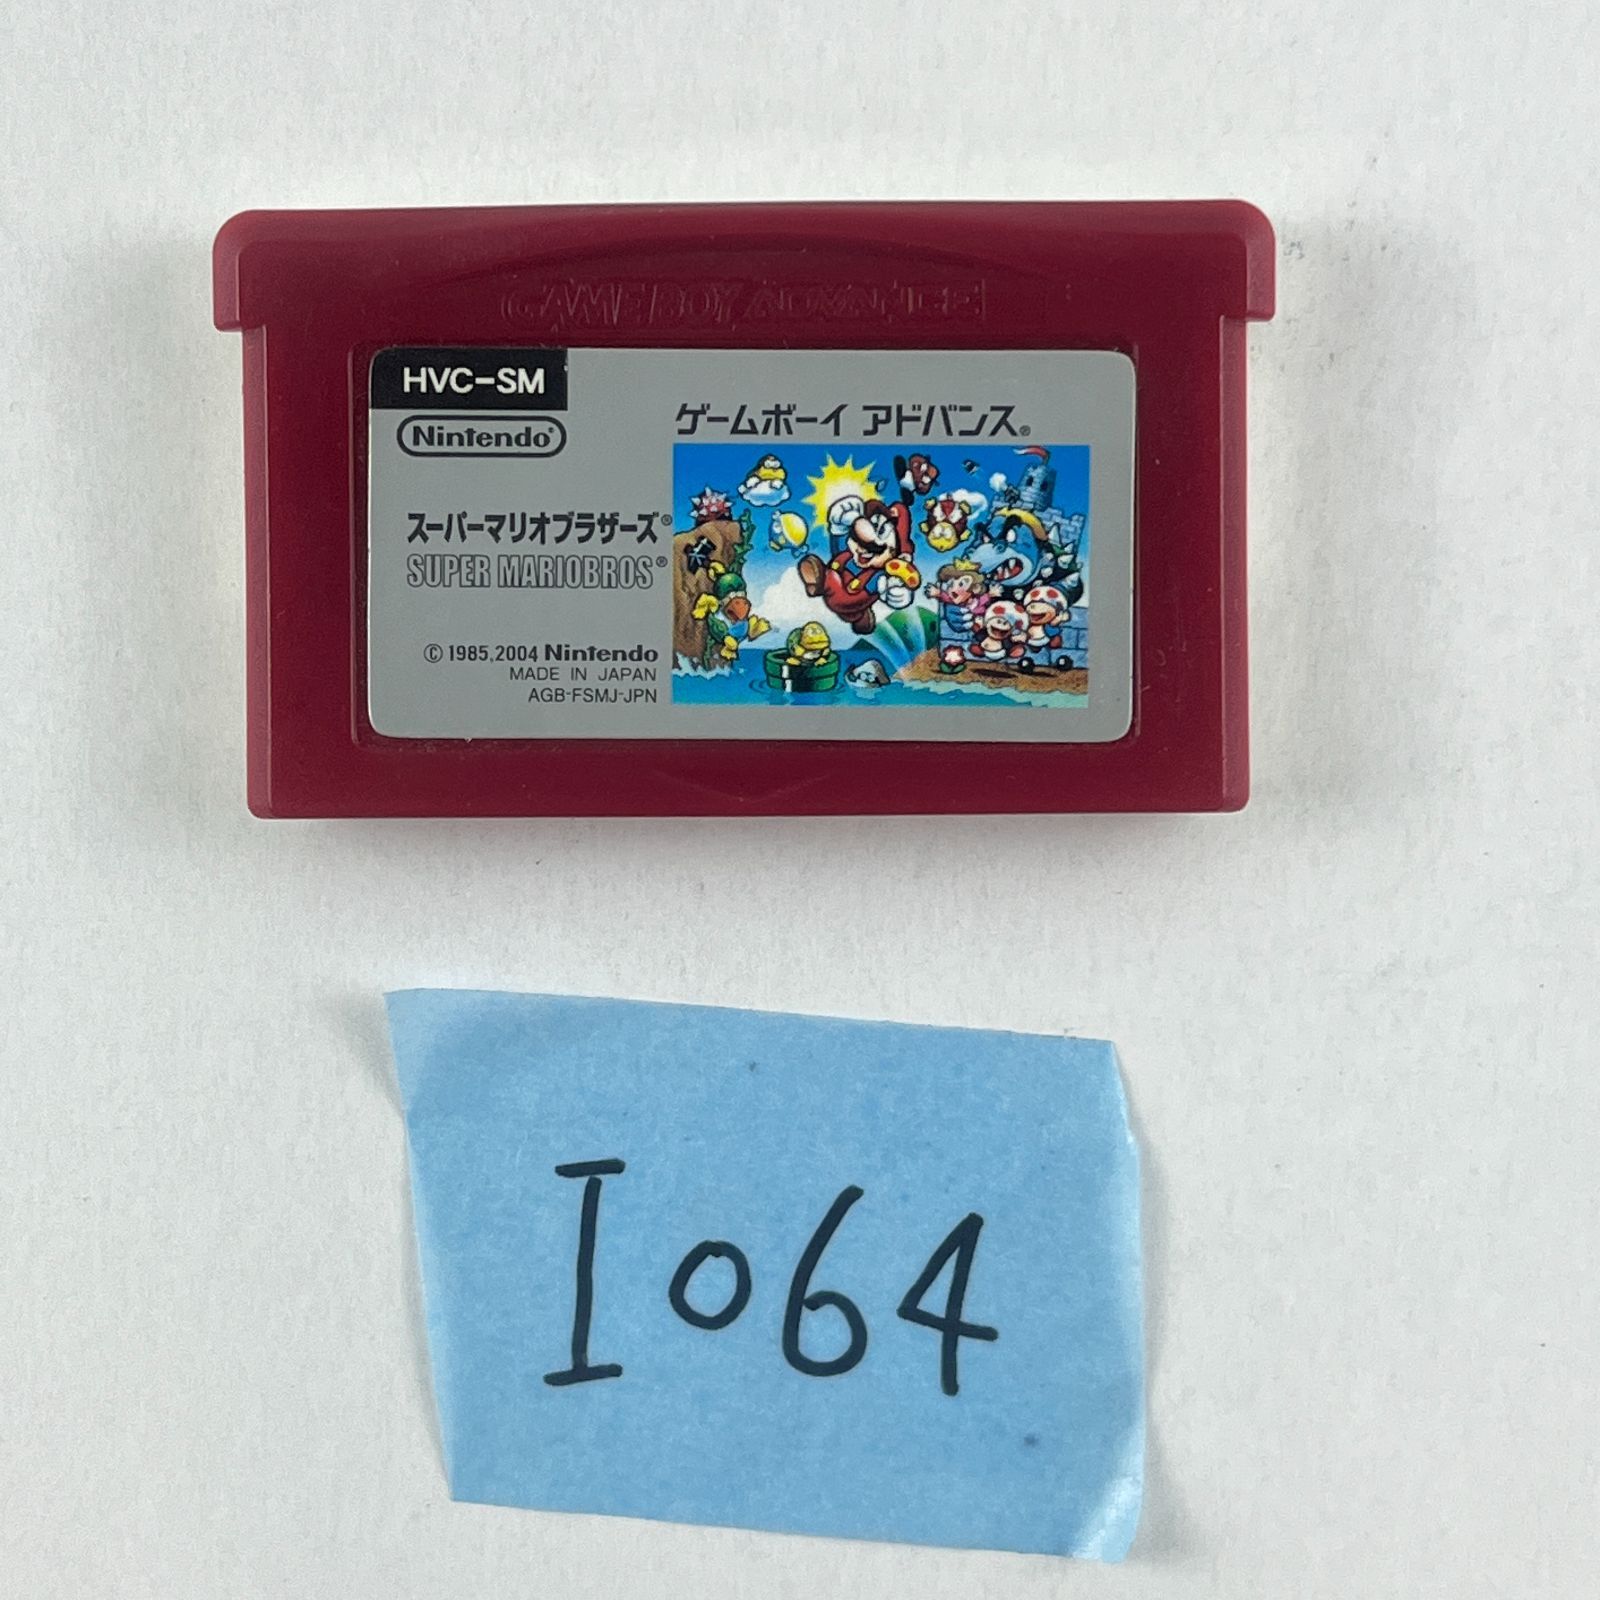 GAME BOY ADVANCE
HVC-SM
Nintendo®
ゲームボーイ アドバンス®
スーパーマリオブラザーズ®
SUPER MARIOBROS®
© 1985,2004 Nintendo
MADE IN JAPAN
AGB-FSMJ-JPN
I064